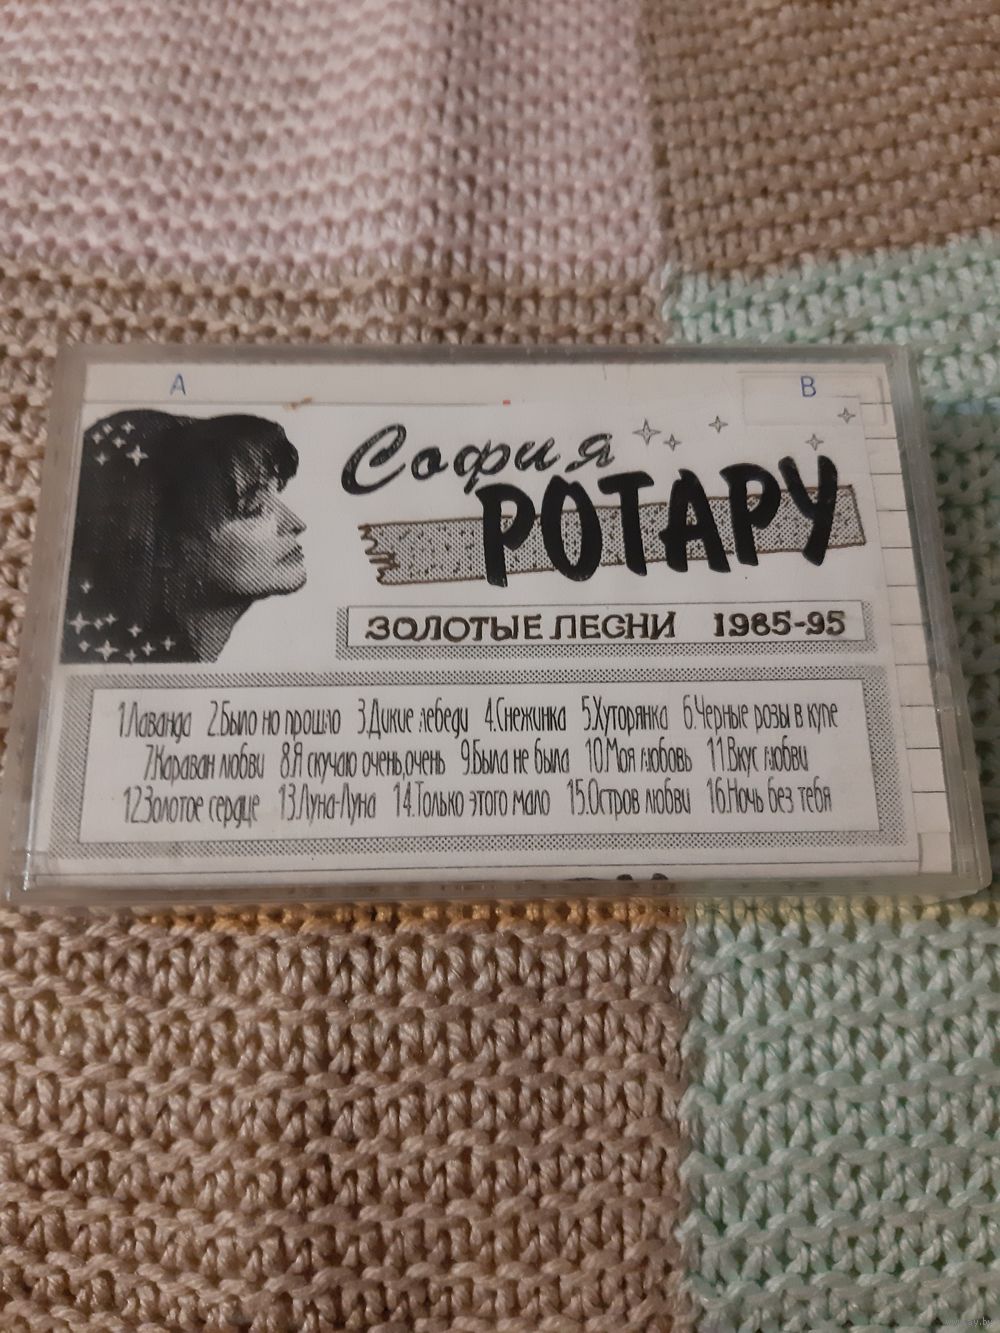 A
B
София
РОТАРУ
ЗОЛОТЫЕ ПЕСНИ 1985-95
1.Лаванда 2.Было но прошло 3.Дикие лебеди 4.Снежинка 5.Хуторянка 6.Черные розы в купе
7.Караван любви 8.Я скучаю очень,очень 9.Была не была 10.Моя любовь 11.Вкус любви
12.Золотое сердце 13.Луна-Луна 14.Только этого мало 15.Остров любви 16.Ночь без тебя